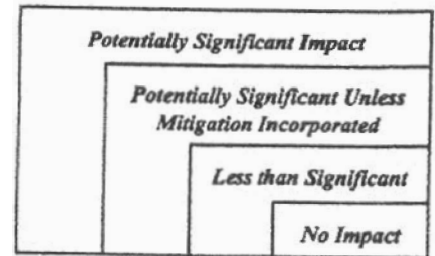 Potentially Significant Impact
Potentially Significant Unless
Mitigation Incorporated
Less than Significant
No Impact